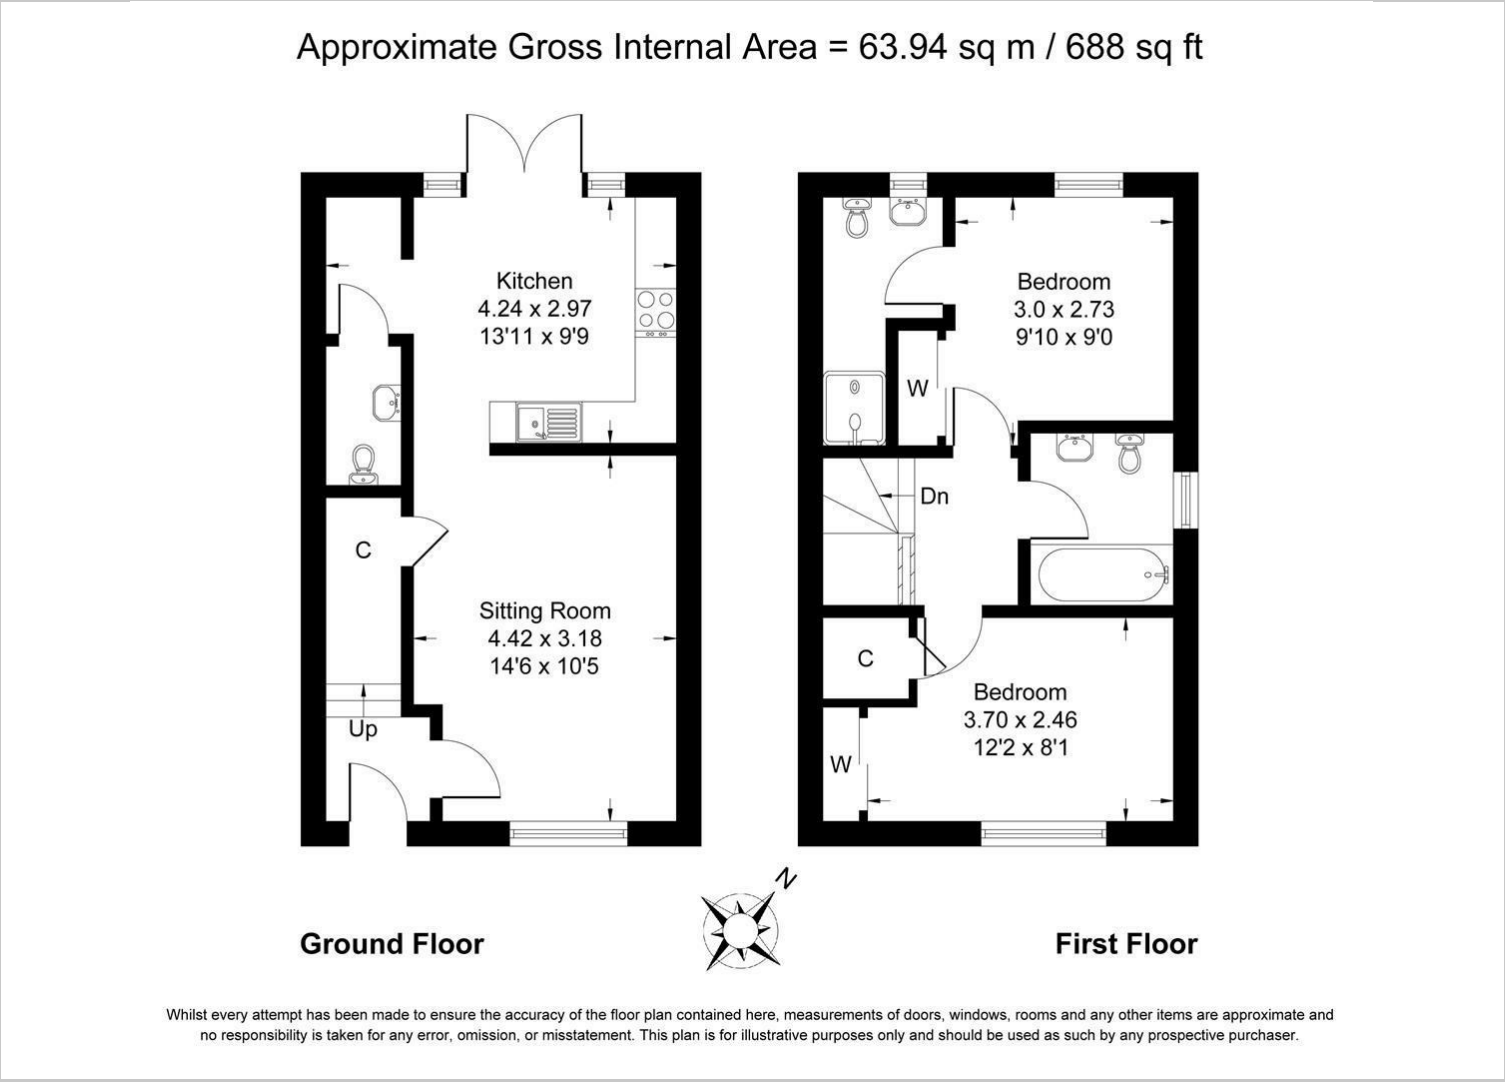 Approximate Gross Internal Area = 63.94 sq m / 688 sq ft
Kitchen
4.24 x 2.97
13'11 x 9'9
C
Sitting Room
4.42 x 3.18
14'6 x 10'5
Up
Bedroom
3.0 x 2.73
9'10 x 9'0
W
Dn
C
Bedroom
3.70 x 2.46
12'2 x 8'1
W
N
Ground Floor
First Floor
Whilst every attempt has been made to ensure the accuracy of the floor plan contained here, measurements of doors, windows, rooms and any other items are approximate and
no responsibility is taken for any error, omission, or misstatement. This plan is for illustrative purposes only and should be used as such by any prospective purchaser.